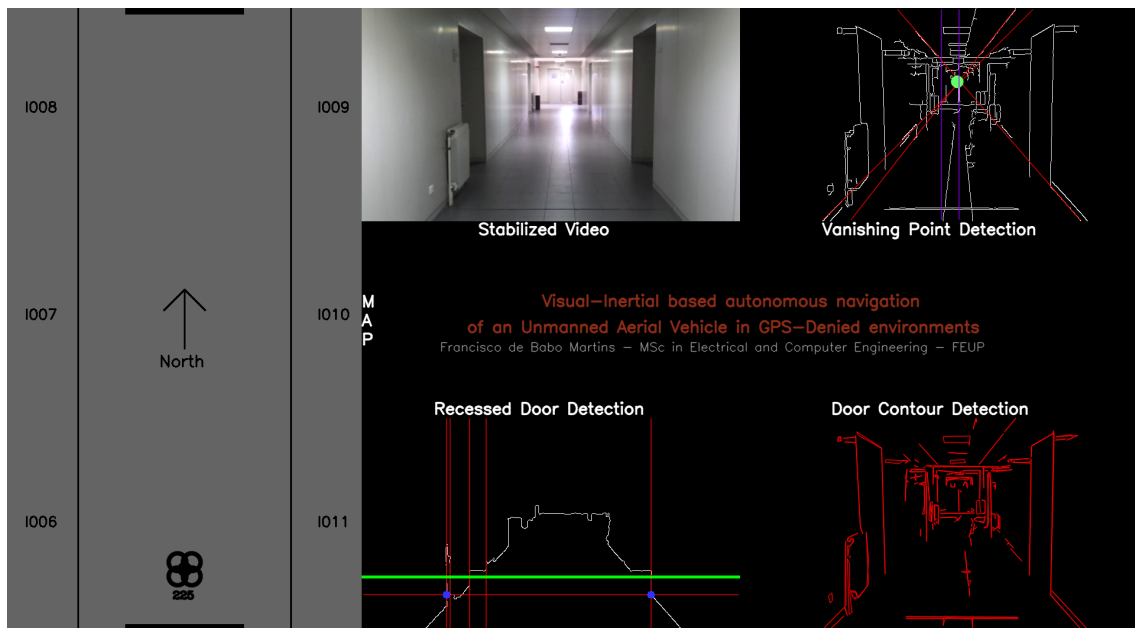 I008
I009
Stabilized Video
Vanishing Point Detection
I007
North
I010
M
A
P
Visual-Inertial based autonomous navigation
of an Unmanned Aerial Vehicle in GPS-Denied environments
Francisco de Babo Martins - MSc in Electrical and Computer Engineering - FEUP
Recessed Door Detection
Door Contour Detection
I006
I011
225